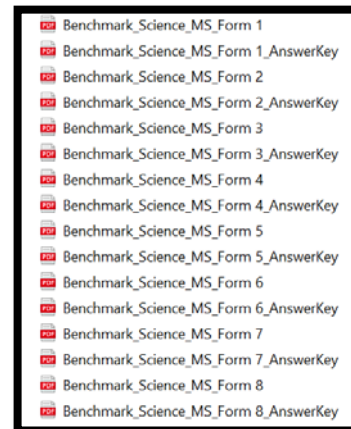 Benchmark_Science_MS_Form 1
Benchmark_Science_MS_Form 1_AnswerKey
Benchmark_Science_MS_Form 2
Benchmark_Science_MS_Form 2_AnswerKey
Benchmark_Science_MS_Form 3
Benchmark_Science_MS_Form 3_AnswerKey
Benchmark_Science_MS_Form 4
Benchmark_Science_MS_Form 4_AnswerKey
Benchmark_Science_MS_Form 5
Benchmark_Science_MS_Form 5_AnswerKey
Benchmark_Science_MS_Form 6
Benchmark_Science_MS_Form 6_AnswerKey
Benchmark_Science_MS_Form 7
Benchmark_Science_MS_Form 7_AnswerKey
Benchmark_Science_MS_Form 8
Benchmark_Science_MS_Form 8_AnswerKey